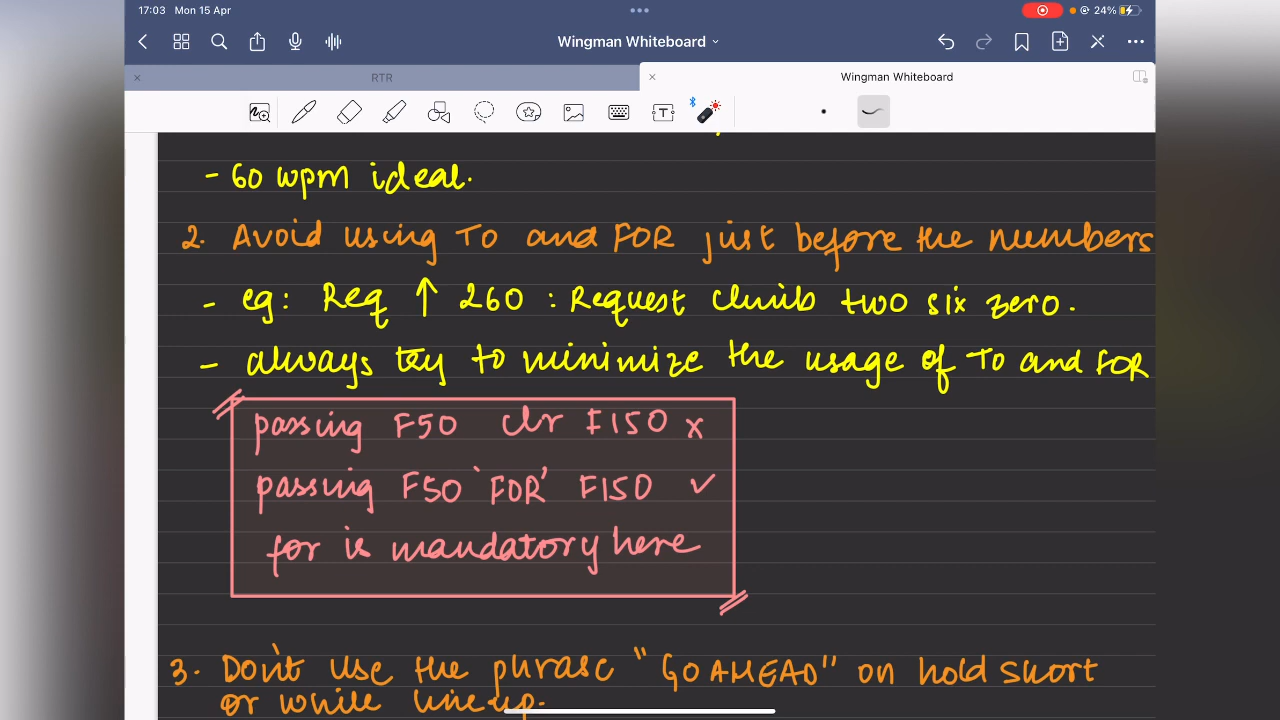 17:03 Mon 15 Apr
24%
Wingman Whiteboard
RTR
Wingman Whiteboard
- 60 wpm ideal.
2. Avoid using To and FOR just before the numbers
- eg: Req ↑ 260 : Request climb two six zero.
- always try to minimize the usage of To and FOR
passing F50 clr F150 x
passing F50 'FOR' F150 ✓
for is mandatory here
3. Don't use the phrase "GO AHEAD" on hold short
or while lineup.